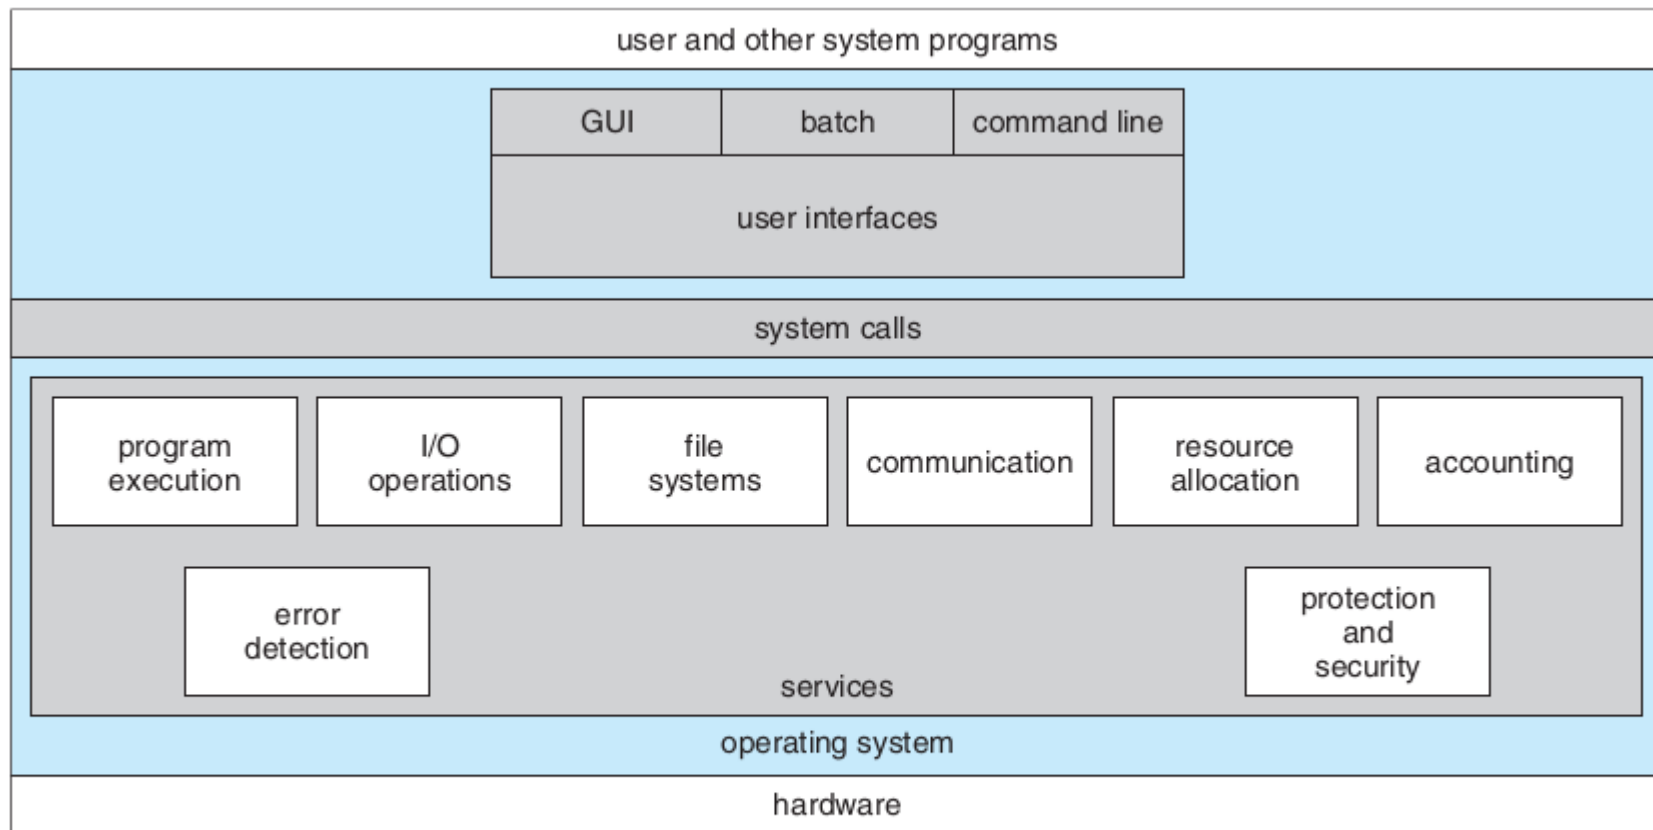 user and other system programs
GUI
batch
command line
user interfaces
system calls
program
execution
I/O
operations
file
systems
communication
resource
allocation
accounting
error
detection
protection
and
security
services
operating system
hardware